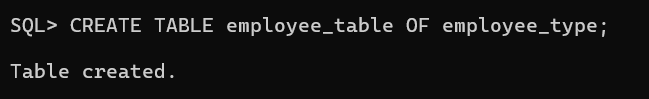 SQL> CREATE TABLE employee_table OF employee_type;
Table created.